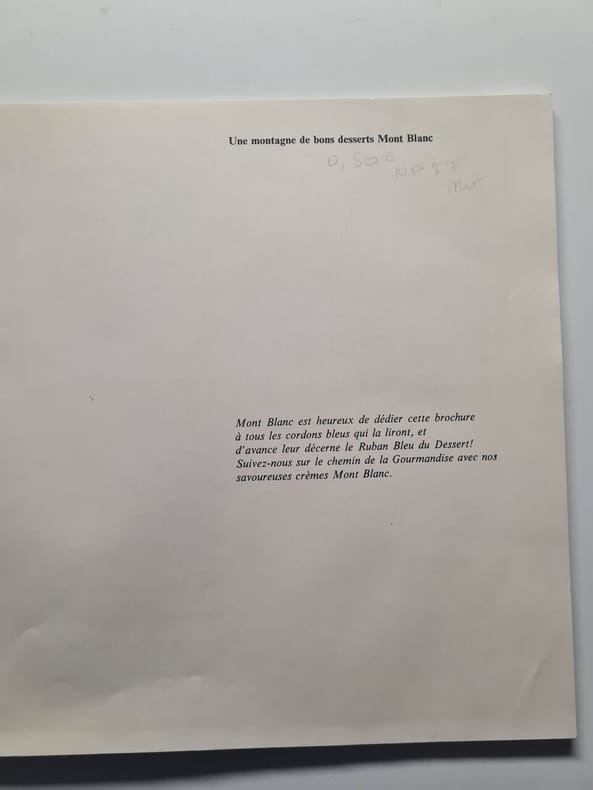 Une montagne de bons desserts Mont Blanc
0,50 €
Mont Blanc est heureux de dédier cette brochure
à tous les cordons bleus qui la liront, et
d'avance leur décerne le Ruban Bleu du Dessert!
Suivez-nous sur le chemin de la Gourmandise avec nos
savoureuses crèmes Mont Blanc.